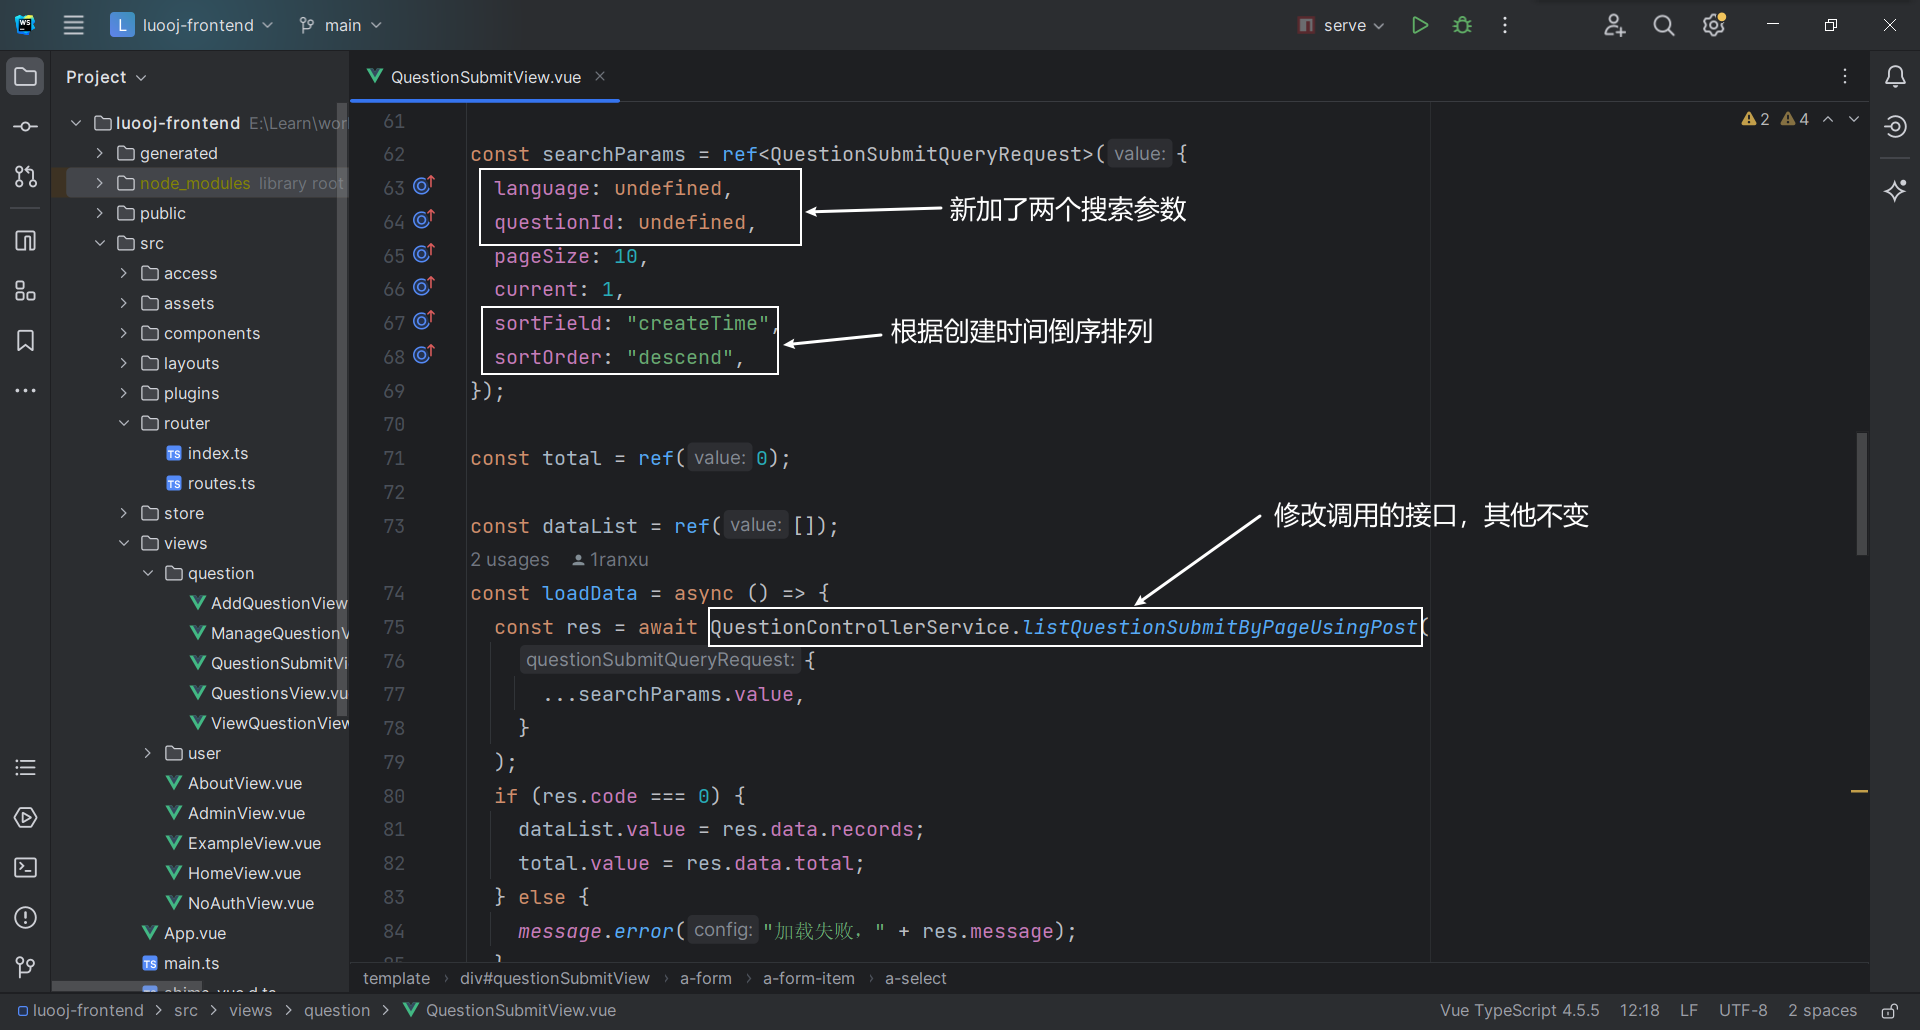 WS
L luooj-frontend
main
serve
Project
QuestionSubmitView.vue
luooj-frontend E:\Learn\wor
generated
node_modules library root
public
src
access
assets
components
layouts
plugins
router
TS index.ts
TS routes.ts
store
views
question
AddQuestionView
ManageQuestionV
QuestionSubmitVi
QuestionsView.vu
ViewQuestionView
user
AboutView.vue
AdminView.vue
ExampleView.vue
HomeView.vue
NoAuthView.vue
App.vue
TS main.ts
2 4
61
62 const searchParams = ref<QuestionSubmitQueryRequest>( value: {
63 language: undefined,
64 questionId: undefined,
新加了两个搜索参数
65 pageSize: 10,
66 current: 1,
67 sortField: "createTime",
68 sortOrder: "descend",
根据创建时间倒序排列
69 });
70
71 const total = ref( value: 0);
72
73 const dataList = ref( value: []);
修改调用的接口，其他不变
2 usages 1ranxu
74 const loadData = async () => {
75 const res = await QuestionControllerService.listQuestionSubmitByPageUsingPost(
76 questionSubmitQueryRequest: {
77 ...searchParams.value,
78 }
79 );
80 if (res.code === 0) {
81 dataList.value = res.data.records;
82 total.value = res.data.total;
83 } else {
84 message.error( config: "加载失败，" + res.message);
template › div#questionSubmitView › a-form › a-form-item › a-select
luooj-frontend > src > views > question > QuestionSubmitView.vue
Vue TypeScript 4.5.5 12:18 LF UTF-8 2 spaces